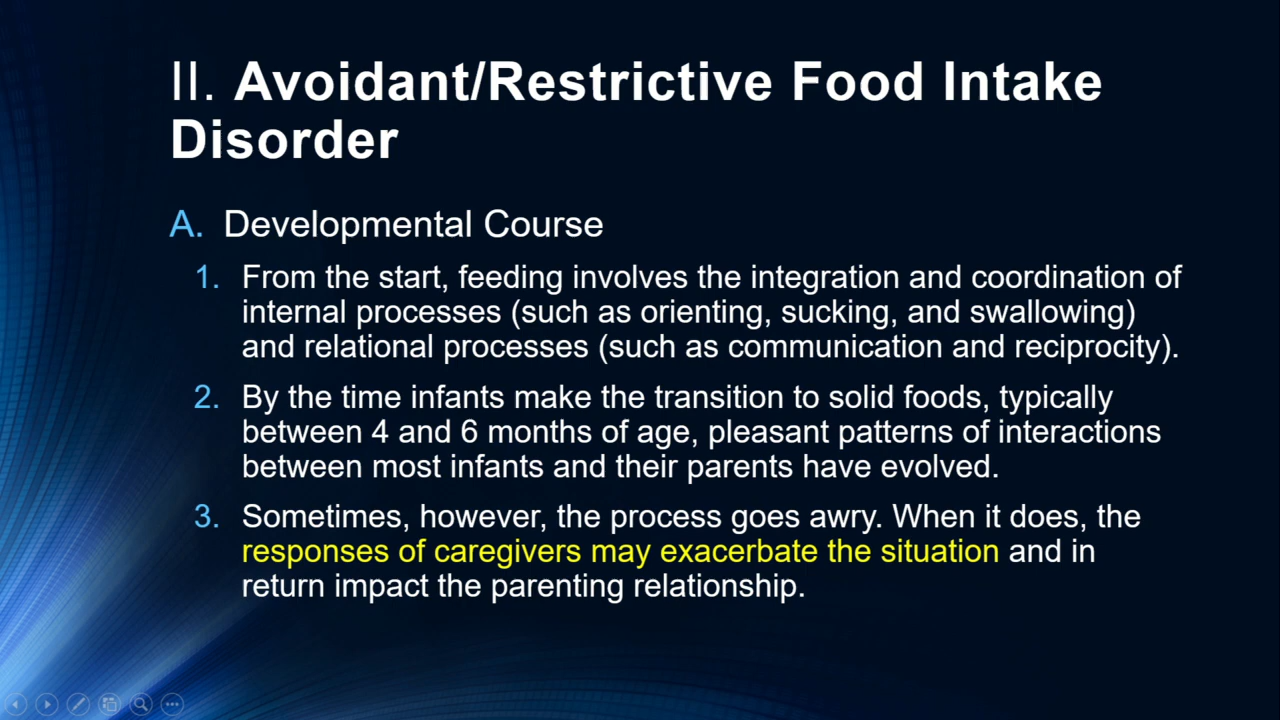 II. Avoidant/Restrictive Food Intake
Disorder
A. Developmental Course
1. From the start, feeding involves the integration and coordination of
internal processes (such as orienting, sucking, and swallowing)
and relational processes (such as communication and reciprocity).
2. By the time infants make the transition to solid foods, typically
between 4 and 6 months of age, pleasant patterns of interactions
between most infants and their parents have evolved.
3. Sometimes, however, the process goes awry. When it does, the
responses of caregivers may exacerbate the situation and in
return impact the parenting relationship.